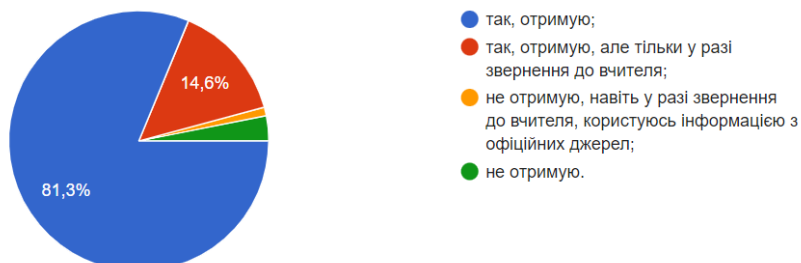 14,6%
81,3%
так, отримую;
так, отримую, але тільки у разі
звернення до вчителя;
не отримую, навіть у разі звернення
до вчителя, користуюсь інформацією з
офіційних джерел;
не отримую.